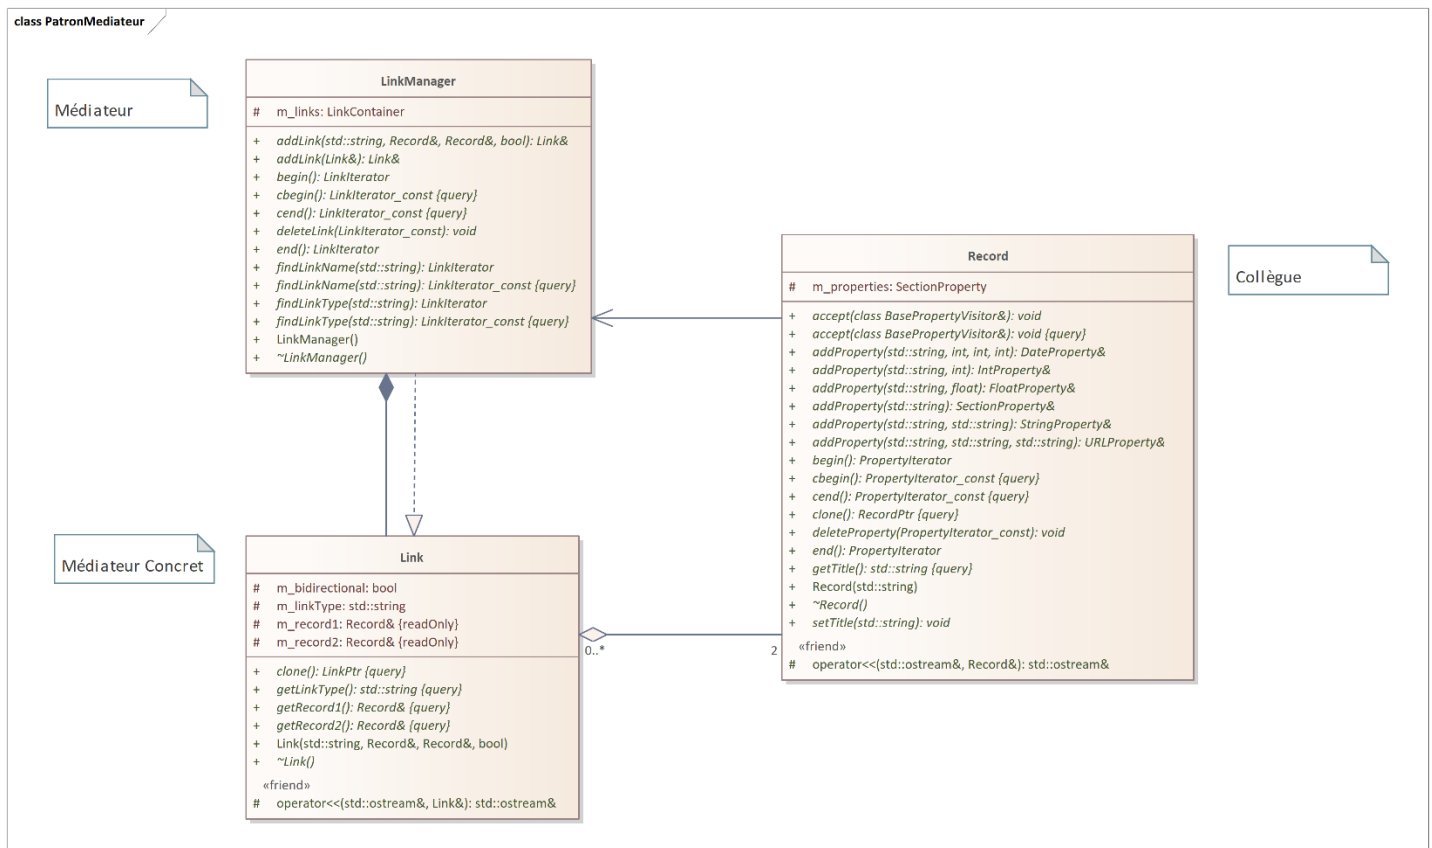 class PatronMediateur
Médiateur
LinkManager
# m_links: LinkContainer
+ addLink(std::string, Record&, Record&, bool): Link&
+ addLink(Link&): Link&
+ begin(): LinkIterator
+ cbegin(): LinkIterator_const {query}
+ cend(): LinkIterator_const {query}
+ deleteLink(LinkIterator_const): void
+ end(): LinkIterator
+ findLinkName(std::string): LinkIterator
+ findLinkName(std::string): LinkIterator_const {query}
+ findLinkType(std::string): LinkIterator
+ findLinkType(std::string): LinkIterator_const {query}
+ LinkManager()
+ ~LinkManager()
Record
# m_properties: SectionProperty
+ accept(class BasePropertyVisitor&): void
+ accept(class BasePropertyVisitor&): void {query}
+ addProperty(std::string, int, int, int): DateProperty&
+ addProperty(std::string, int): IntProperty&
+ addProperty(std::string, float): FloatProperty&
+ addProperty(std::string): SectionProperty&
+ addProperty(std::string, std::string): StringProperty&
+ addProperty(std::string, std::string, std::string): URLProperty&
+ begin(): PropertyIterator
+ cbegin(): PropertyIterator_const {query}
+ cend(): PropertyIterator_const {query}
+ clone(): RecordPtr {query}
+ deleteProperty(PropertyIterator_const): void
+ end(): PropertyIterator
+ getTitle(): std::string {query}
+ Record(std::string)
+ ~Record()
+ setTitle(std::string): void
«friend»
# operator<<(std::ostream&, Record&): std::ostream&
Collègue
Médiateur Concret
Link
# m_bidirectional: bool
# m_linkType: std::string
# m_record1: Record& {readOnly}
# m_record2: Record& {readOnly}
+ clone(): LinkPtr {query}
+ getLinkType(): std::string {query}
+ getRecord1(): Record& {query}
+ getRecord2(): Record& {query}
+ Link(std::string, Record&, Record&, bool)
+ ~Link()
«friend»
# operator<<(std::ostream&, Link&): std::ostream&
0..*
2